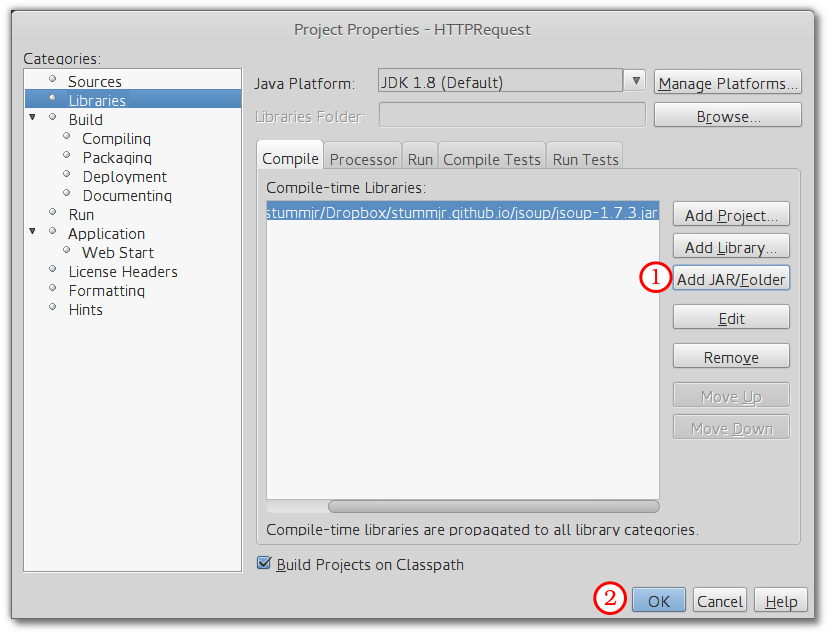 Project Properties - HTTPRequest
Categories:
Sources
Libraries
Build
Compiling
Packaging
Deployment
Documenting
Run
Application
Web Start
License Headers
Formatting
Hints
Java Platform: JDK 1.8 (Default) Manage Platforms...
Libraries Folder: Browse...
Compile Processor Run Compile Tests Run Tests
Compile-time Libraries:
stummjr/Dropbox/stummjr.github.io/jsoup/jsoup-1.7.3.jar
Add Project...
Add Library...
1 Add JAR/Folder
Edit
Remove
Move Up
Move Down
Compile-time libraries are propagated to all library categories.
Build Projects on Classpath
2 OK Cancel Help